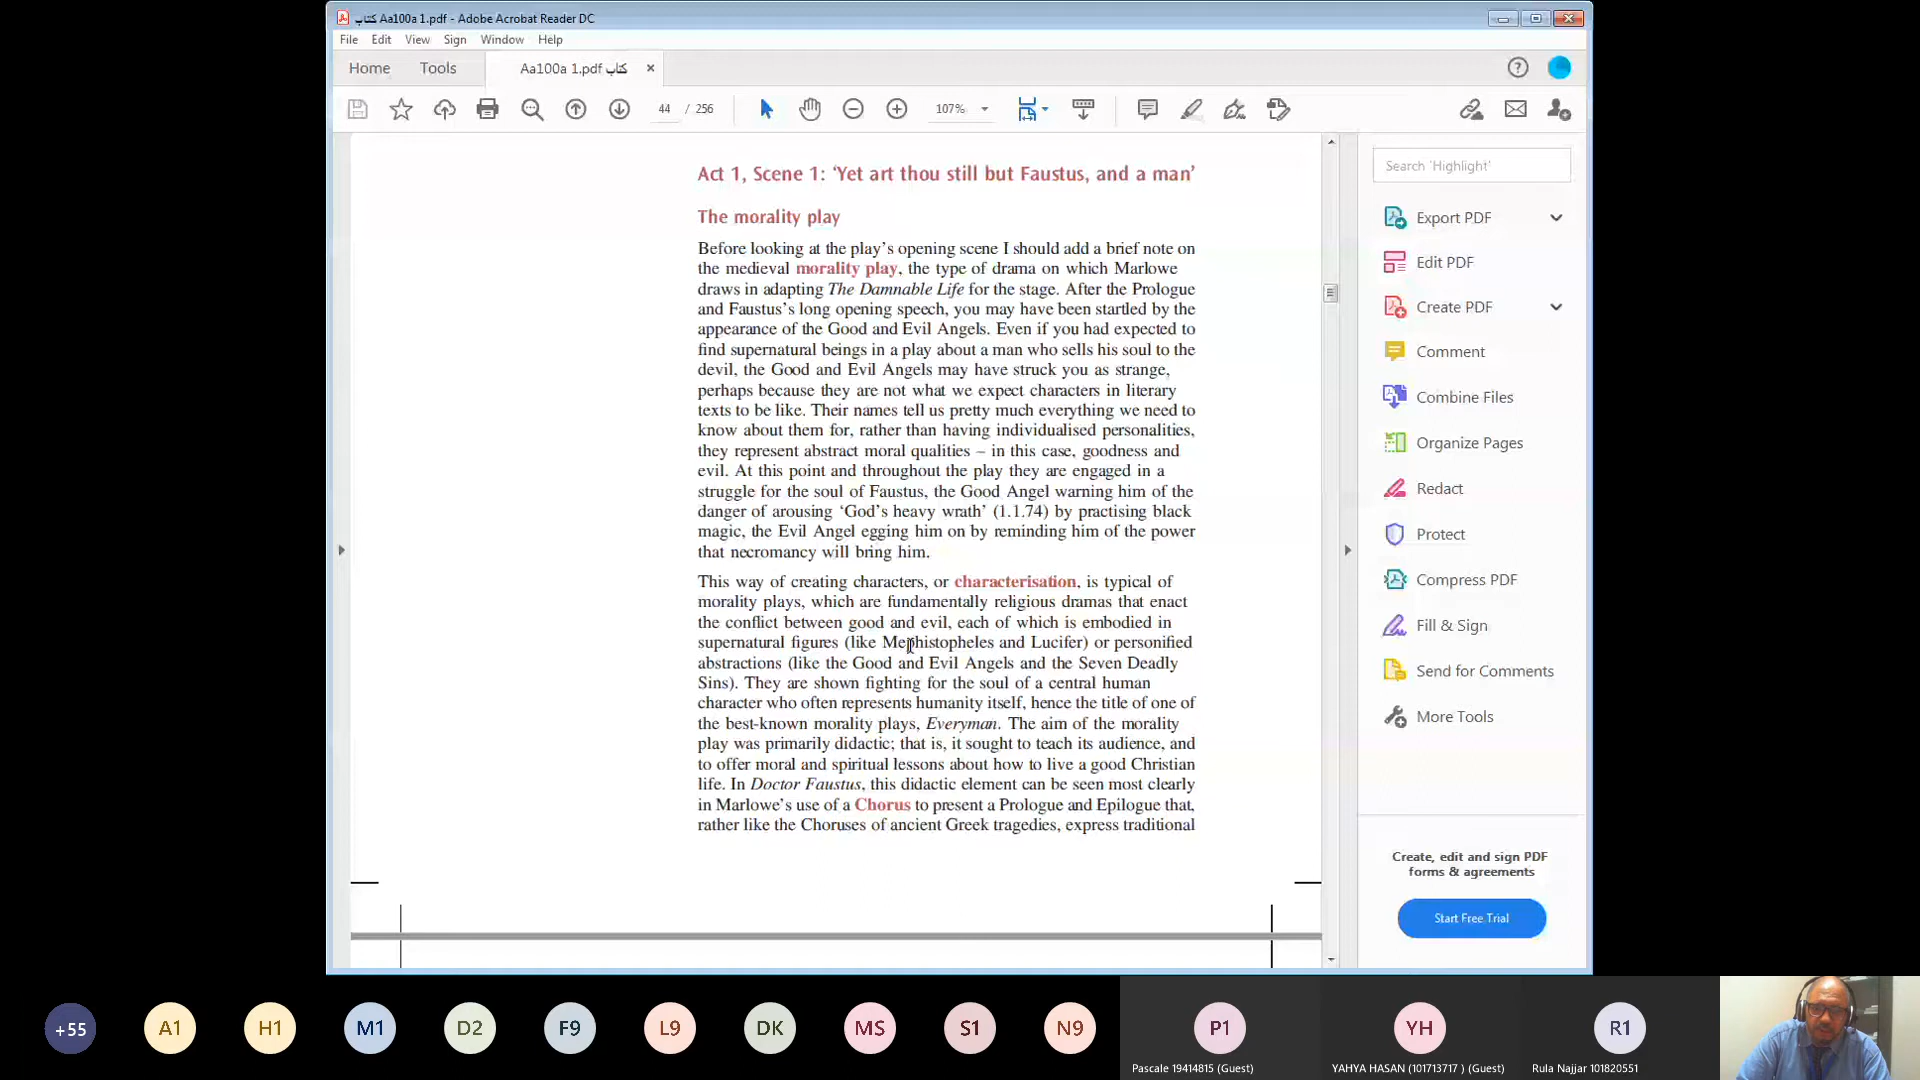 كتاب Aa100a 1.pdf - Adobe Acrobat Reader DC
File Edit View Sign Window Help
Home Tools Aa100a 1.pdf كتاب
44 / 256 107%
Act 1, Scene 1: ‘Yet art thou still but Faustus, and a man’
The morality play
Before looking at the play’s opening scene I should add a brief note on
the medieval morality play, the type of drama on which Marlowe
draws in adapting The Damnable Life for the stage. After the Prologue
and Faustus’s long opening speech, you may have been startled by the
appearance of the Good and Evil Angels. Even if you had expected to
find supernatural beings in a play about a man who sells his soul to the
devil, the Good and Evil Angels may have struck you as strange,
perhaps because they are not what we expect characters in literary
texts to be like. Their names tell us pretty much everything we need to
know about them for, rather than having individualised personalities,
they represent abstract moral qualities – in this case, goodness and
evil. At this point and throughout the play they are engaged in a
struggle for the soul of Faustus, the Good Angel warning him of the
danger of arousing ‘God’s heavy wrath’ (1.1.74) by practising black
magic, the Evil Angel egging him on by reminding him of the power
that necromancy will bring him.
This way of creating characters, or characterisation, is typical of
morality plays, which are fundamentally religious dramas that enact
the conflict between good and evil, each of which is embodied in
supernatural figures (like Mephistopheles and Lucifer) or personified
abstractions (like the Good and Evil Angels and the Seven Deadly
Sins). They are shown fighting for the soul of a central human
character who often represents humanity itself, hence the title of one of
the best-known morality plays, Everyman. The aim of the morality
play was primarily didactic; that is, it sought to teach its audience, and
to offer moral and spiritual lessons about how to live a good Christian
life. In Doctor Faustus, this didactic element can be seen most clearly
in Marlowe’s use of a Chorus to present a Prologue and Epilogue that,
rather like the Choruses of ancient Greek tragedies, express traditional
Search 'Highlight'
Export PDF
Edit PDF
Create PDF
Comment
Combine Files
Organize Pages
Redact
Protect
Compress PDF
Fill & Sign
Send for Comments
More Tools
Create, edit and sign PDF
forms & agreements
Start Free Trial
+55 A1 H1 M1 D2 F9 L9 DK MS S1 N9 P1 YH R1
Pascale 19414815 (Guest) YAHYA HASAN (101713717 ) (Guest) Rula Najjar 101820551